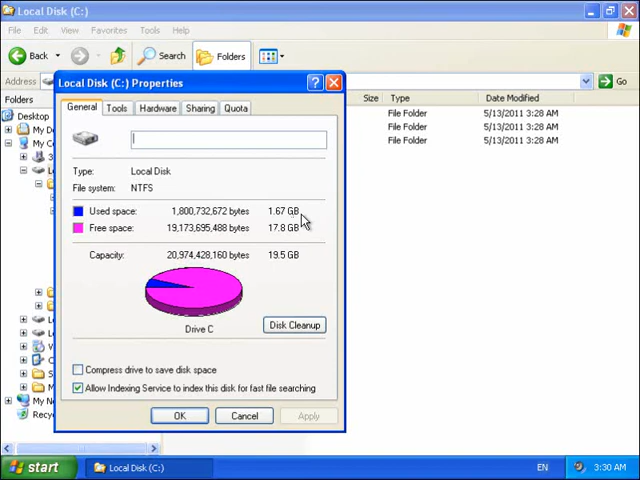 Local Disk (C:)
File Edit View Favorites Tools Help
Back Search Folders
Address Go
Folders Size Type Date Modified
Desktop
File Folder 5/13/2011 3:28 AM
File Folder 5/13/2011 3:28 AM
File Folder 5/13/2011 3:28 AM
Local Disk (C:) Properties
General Tools Hardware Sharing Quota
Type: Local Disk
File system: NTFS
Used space: 1,800,732,672 bytes 1.67 GB
Free space: 19,173,695,488 bytes 17.8 GB
Capacity: 20,974,428,160 bytes 19.5 GB
Drive C
Disk Cleanup
Compress drive to save disk space
Allow Indexing Service to index this disk for fast file searching
OK Cancel Apply
start Local Disk (C:) EN 3:30 AM